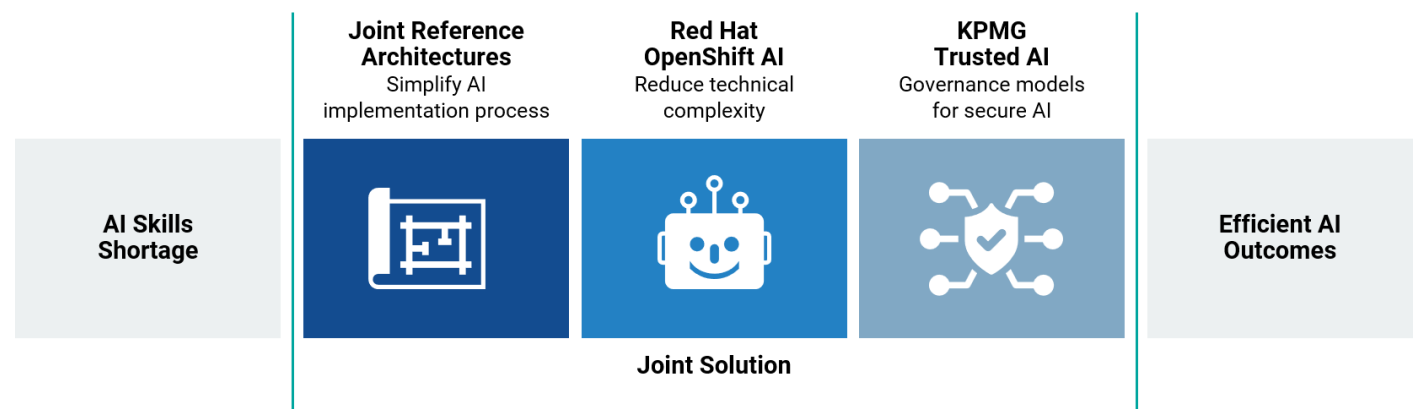 Joint Reference
Architectures
Simplify AI
implementation process
Red Hat
OpenShift AI
Reduce technical
complexity
KPMG
Trusted AI
Governance models
for secure AI
AI Skills
Shortage
Efficient AI
Outcomes
Joint Solution